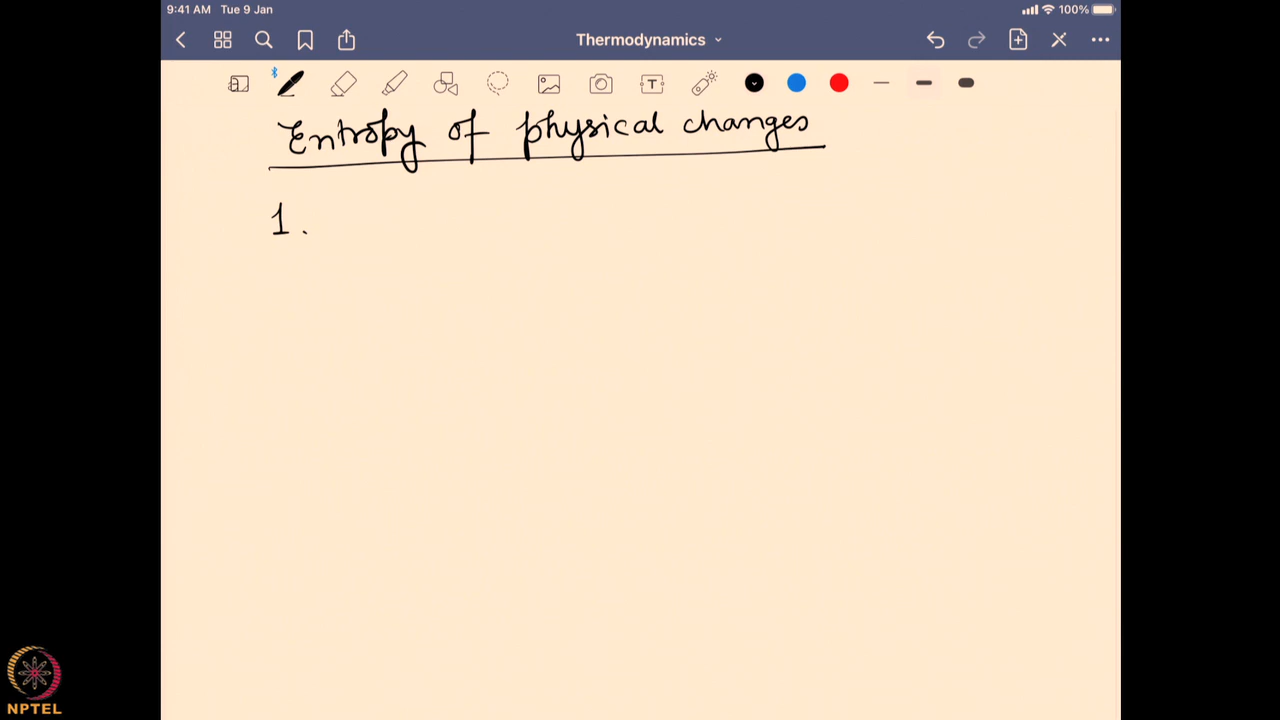 9:41 AM Tue 9 Jan 100%
Thermodynamics
T
Entropy of physical changes
1.
NPTEL